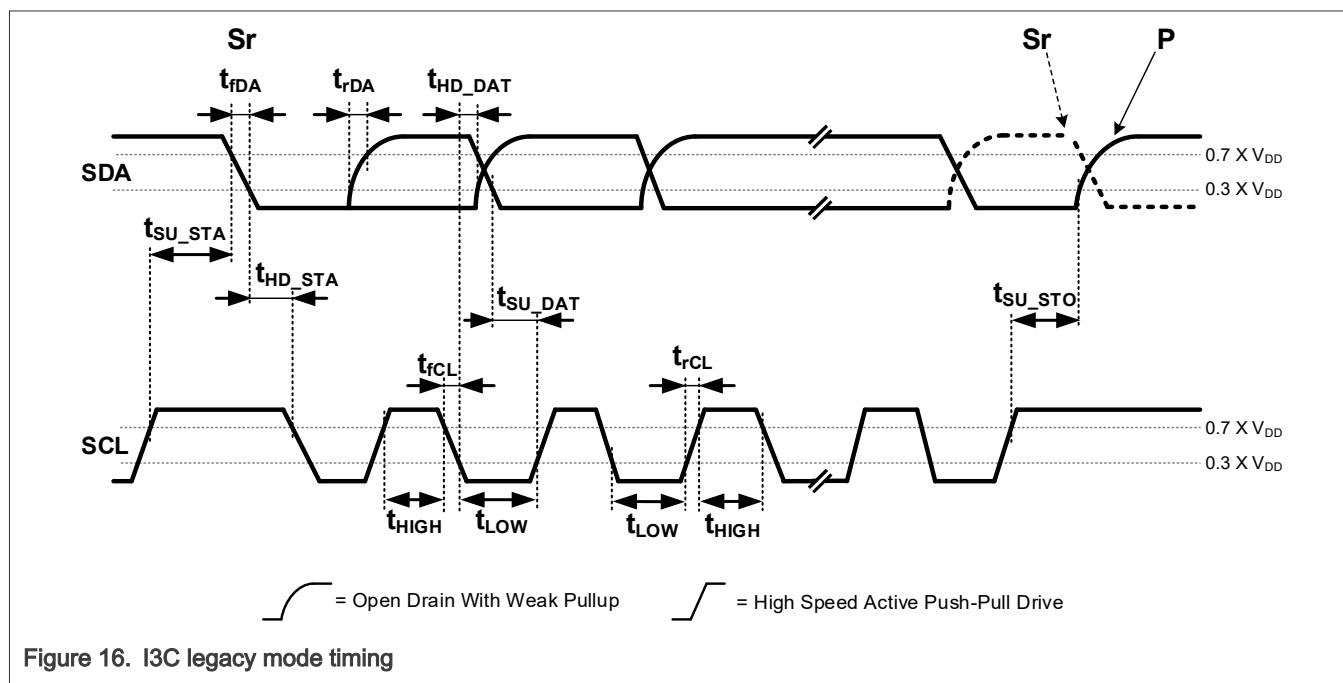 Sr
Sr
P
tfDA
trDA
tHD_DAT
SDA
0.7 X VDD
0.3 X VDD
tSU_STA
tHD_STA
tSU_DAT
tSU_STO
tfCL
trCL
SCL
0.7 X VDD
0.3 X VDD
tHIGH
tLOW
tLOW
tHIGH
= Open Drain With Weak Pullup
= High Speed Active Push-Pull Drive
Figure 16. I3C legacy mode timing